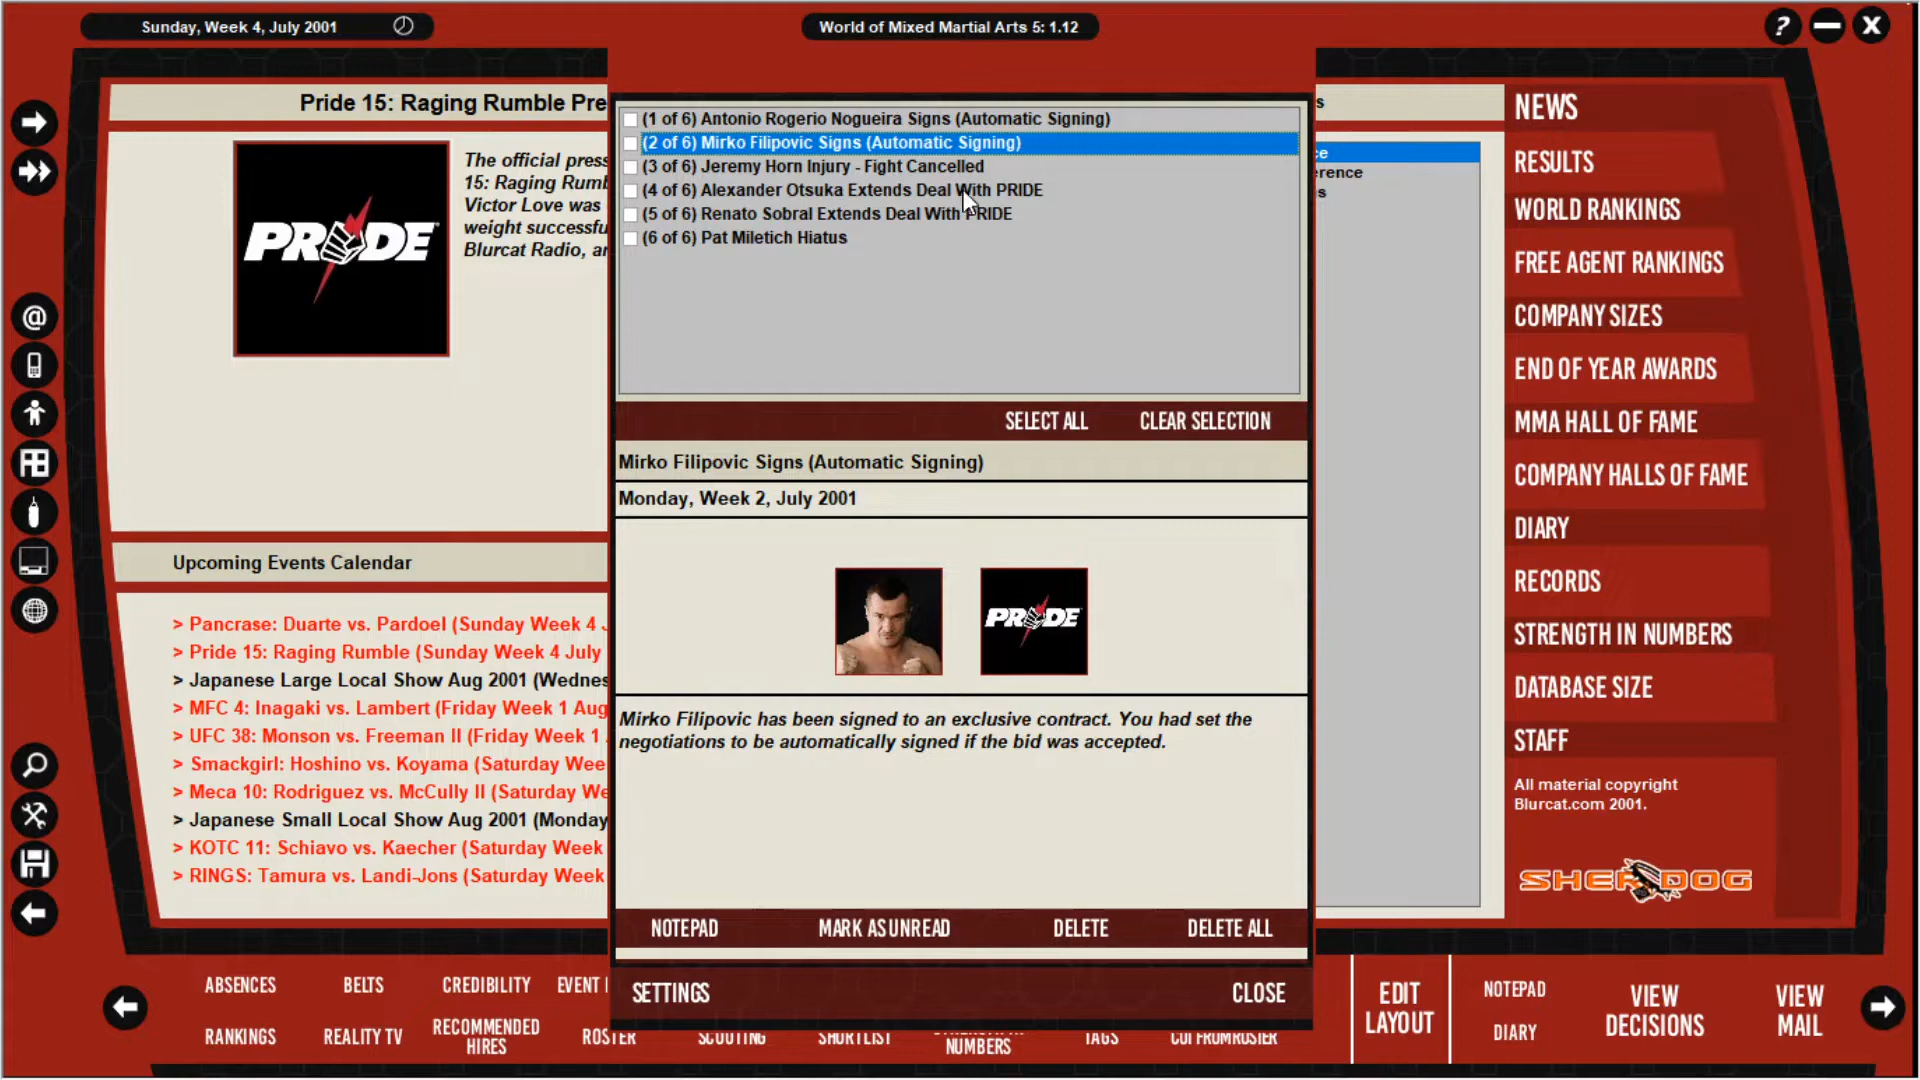 Sunday, Week 4, July 2001
World of Mixed Martial Arts 5: 1.12
?
X
Pride 15: Raging Rumble Pre
PRIDE
The official press
15: Raging Rumb
Victor Love was
weight successfu
Blurcat Radio, ar
(1 of 6) Antonio Rogerio Nogueira Signs (Automatic Signing)
(2 of 6) Mirko Filipovic Signs (Automatic Signing)
(3 of 6) Jeremy Horn Injury - Fight Cancelled
(4 of 6) Alexander Otsuka Extends Deal With PRIDE
(5 of 6) Renato Sobral Extends Deal With PRIDE
(6 of 6) Pat Miletich Hiatus
SELECT ALL
CLEAR SELECTION
Mirko Filipovic Signs (Automatic Signing)
Monday, Week 2, July 2001
PRIDE
Mirko Filipovic has been signed to an exclusive contract. You had set the
negotiations to be automatically signed if the bid was accepted.
NOTEPAD
MARK AS UNREAD
DELETE
DELETE ALL
SETTINGS
CLOSE
s
ce
erence
s
Upcoming Events Calendar
> Pancrase: Duarte vs. Pardoel (Sunday Week 4 J
> Pride 15: Raging Rumble (Sunday Week 4 July
> Japanese Large Local Show Aug 2001 (Wednes
> MFC 4: Inagaki vs. Lambert (Friday Week 1 Aug
> UFC 38: Monson vs. Freeman II (Friday Week 1
> Smackgirl: Hoshino vs. Koyama (Saturday Wee
> Meca 10: Rodriguez vs. McCully II (Saturday We
> Japanese Small Local Show Aug 2001 (Monday
> KOTC 11: Schiavo vs. Kaecher (Saturday Week
> RINGS: Tamura vs. Landi-Jons (Saturday Week
NEWS
RESULTS
WORLD RANKINGS
FREE AGENT RANKINGS
COMPANY SIZES
END OF YEAR AWARDS
MMA HALL OF FAME
COMPANY HALLS OF FAME
DIARY
RECORDS
STRENGTH IN NUMBERS
DATABASE SIZE
STAFF
All material copyright
Blurcat.com 2001.
SHERDOG
@
ABSENCES
BELTS
CREDIBILITY
EVENT
RANKINGS
REALITY TV
RECOMMENDED
HIRES
ROSTER
SCOUTING
SHORTLIST
NUMBERS
TAGS
EDIT
LAYOUT
NOTEPAD
DIARY
VIEW
DECISIONS
VIEW
MAIL